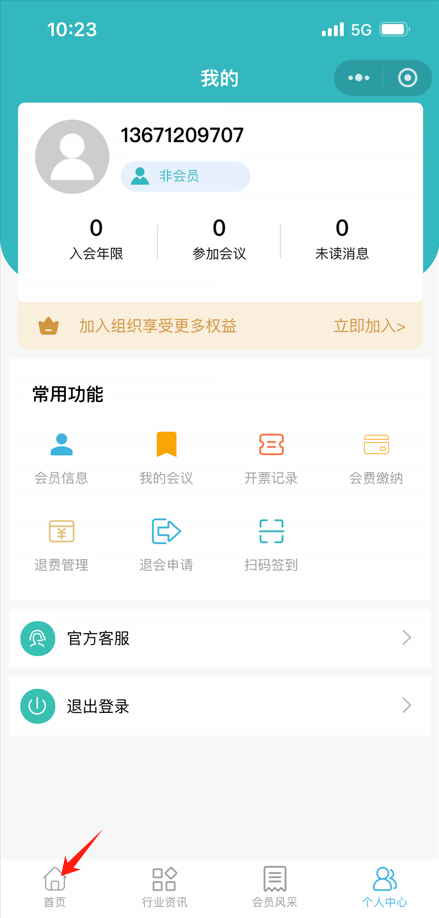 10:23
5G
我的
13671209707
非会员
0 0 0
入会年限 参加会议 未读消息
加入组织享受更多权益 立即加入>
常用功能
会员信息 我的会议 开票记录 会费缴纳
退费管理 退会申请 扫码签到
官方客服
退出登录
首页 行业资讯 会员风采 个人中心